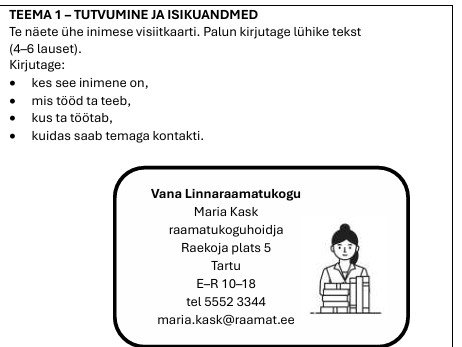 TEEMA 1 – TUTVUMINE JA ISIKUANDMED
Te näete ühe inimese visiitkaarti. Palun kirjutage lühike tekst
(4–6 lauset).
Kirjutage:
• kes see inimene on,
• mis tööd ta teeb,
• kus ta töötab,
• kuidas saab temaga kontakti.
Vana Linnaraamatukogu
Maria Kask
raamatukoguhoidja
Raekoja plats 5
Tartu
E–R 10–18
tel 5552 3344
maria.kask@raamat.ee